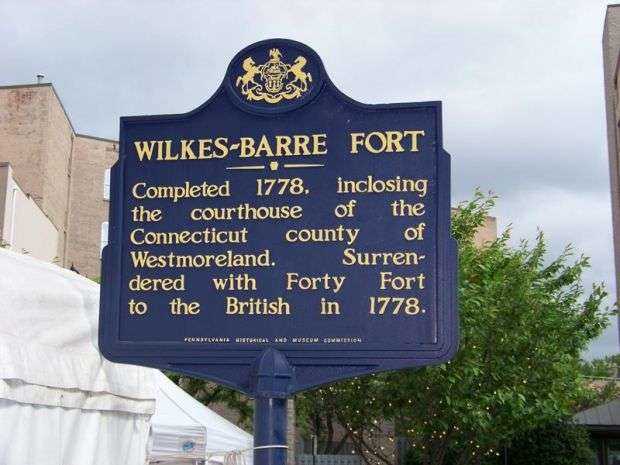 WILKES-BARRE FORT
Completed 1778, inclosing
the courthouse of the
Connecticut county of
Westmoreland. Surren-
dered with Forty Fort
to the British in 1778.
PENNSYLVANIA HISTORICAL AND MUSEUM COMMISSION